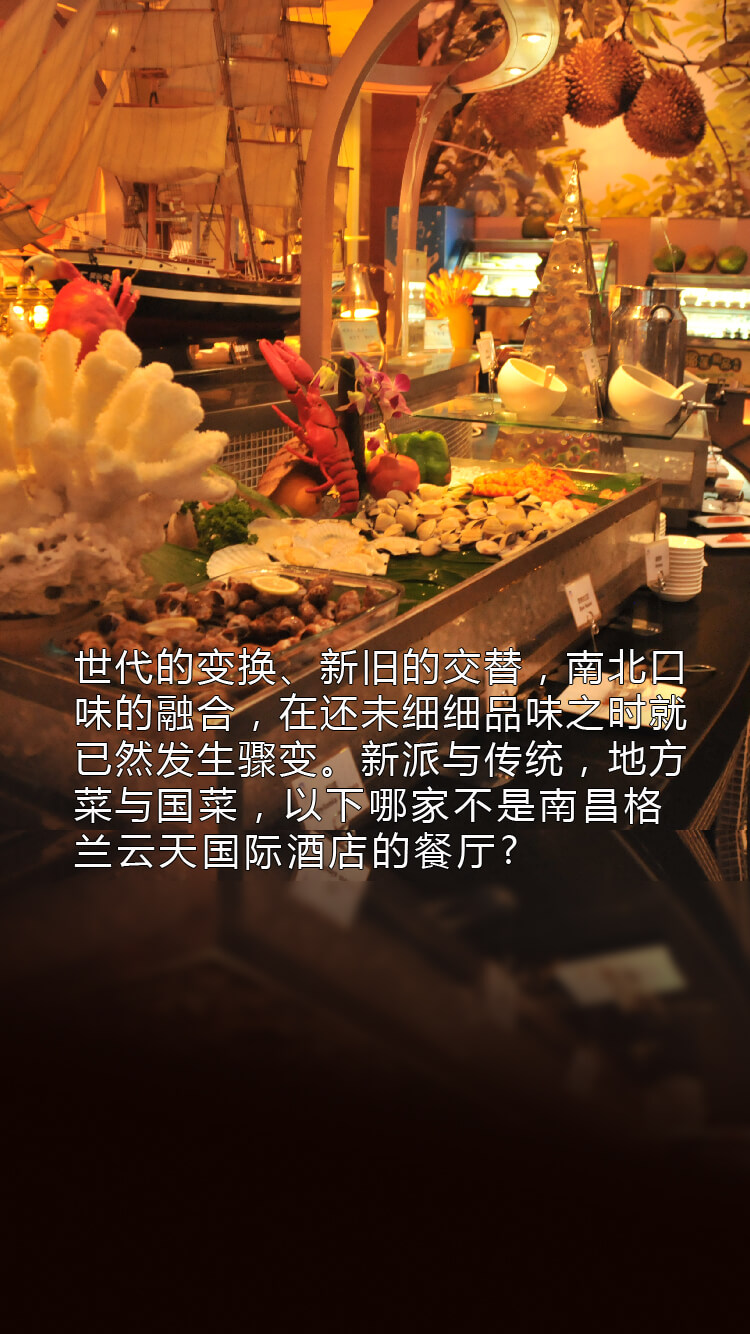 世代的变换、新旧的交替，南北口
味的融合，在还未细细品味之时就
已然发生骤变。新派与传统，地方
菜与国菜，以下哪家不是南昌格
兰云天国际酒店的餐厅?